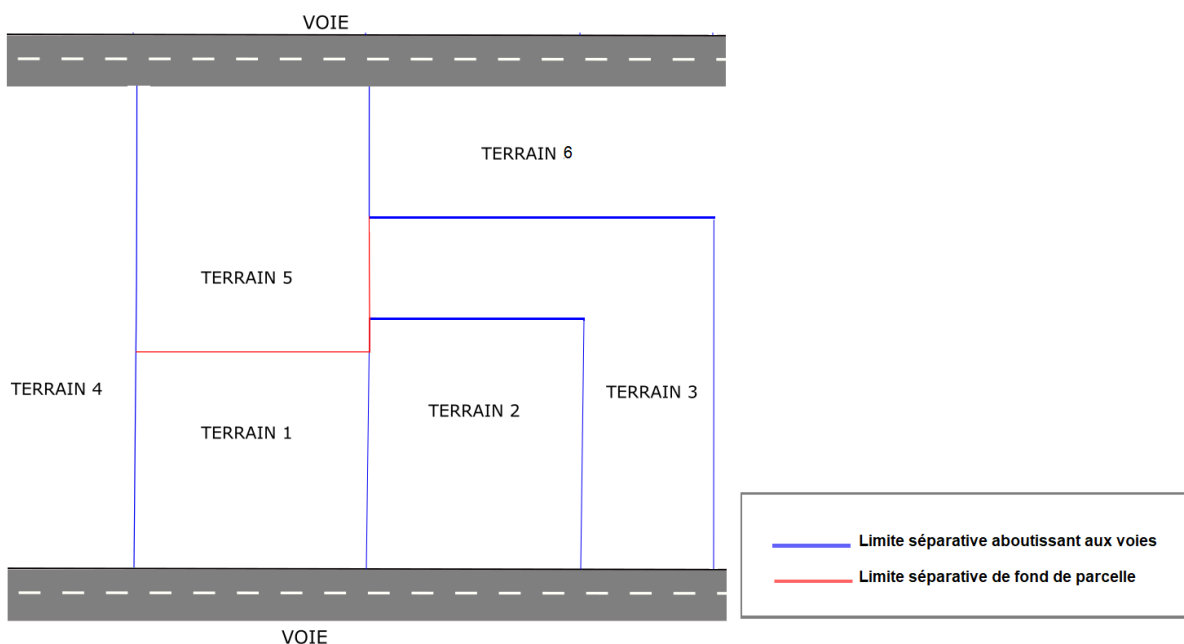 VOIE
TERRAIN 6
TERRAIN 5
TERRAIN 4
TERRAIN 3
TERRAIN 2
TERRAIN 1
Limite séparative aboutissant aux voies
Limite séparative de fond de parcelle
VOIE